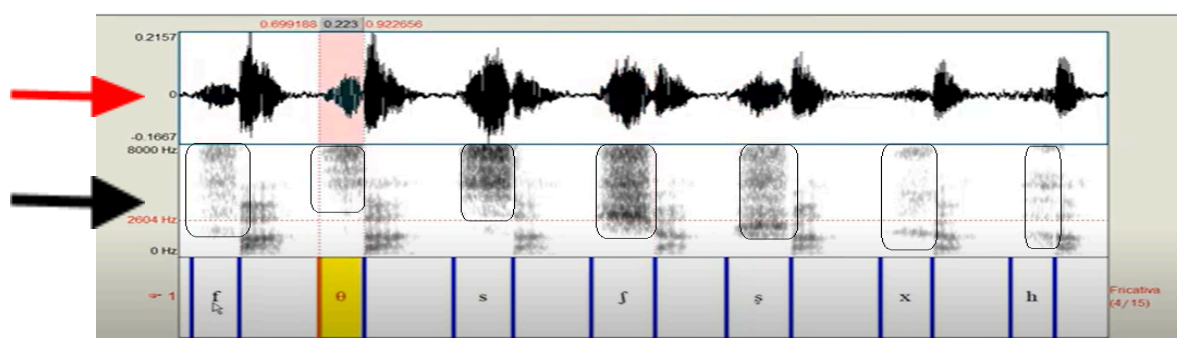 0.699188 0.223 0.922656
0.2157
0
-0.1667
8000 Hz
2604 Hz
0 Hz
☞ 1 f θ s ʃ ʂ x h Fricativa
(4/15)